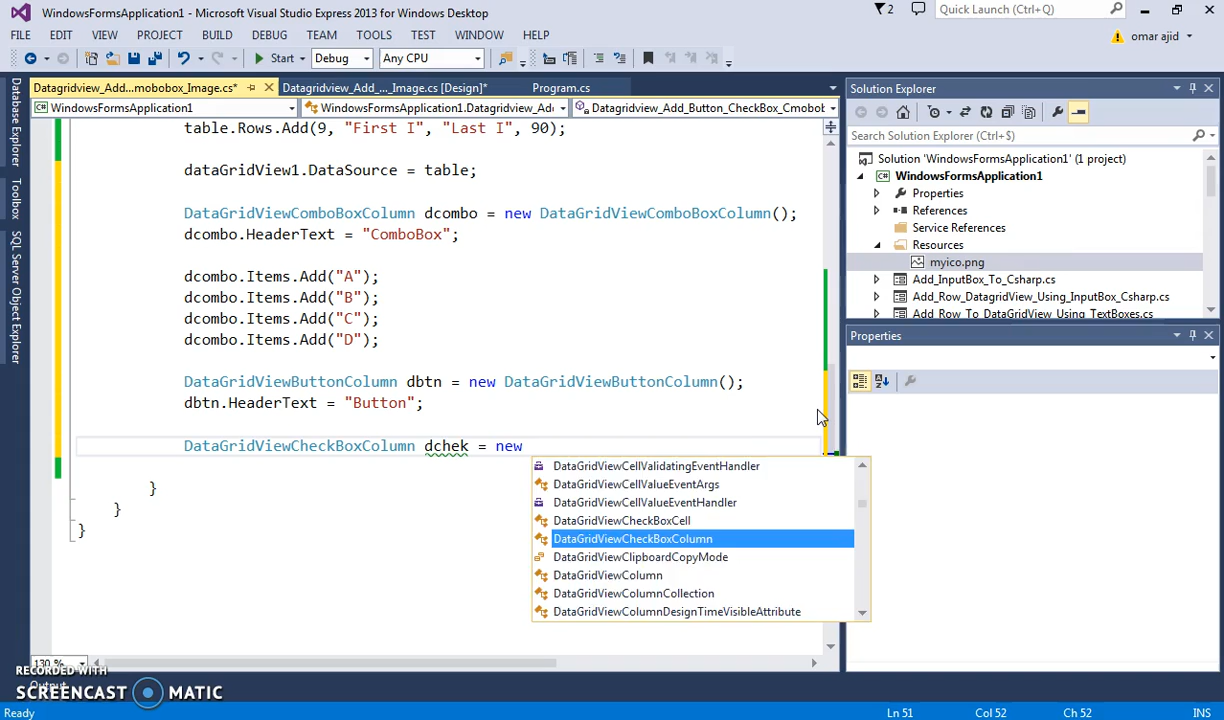 WindowsFormsApplication1 - Microsoft Visual Studio Express 2013 for Windows Desktop
2
Quick Launch (Ctrl+Q)
FILE EDIT VIEW PROJECT BUILD DEBUG TEAM TOOLS TEST WINDOW HELP
omar ajid
Start Debug Any CPU
Datagridview_Add...mobobox_Image.cs* Datagridview_Add_..._Image.cs [Design]* Program.cs
WindowsFormsApplication1 WindowsFormsApplication1.Datagridview_Add Datagridview_Add_Button_CheckBox_Cmobob
Database Explorer
Toolbox
SQL Server Object Explorer
table.Rows.Add(9, "First I", "Last I", 90);
dataGridView1.DataSource = table;
DataGridViewComboBoxColumn dcombo = new DataGridViewComboBoxColumn();
dcombo.HeaderText = "ComboBox";
dcombo.Items.Add("A");
dcombo.Items.Add("B");
dcombo.Items.Add("C");
dcombo.Items.Add("D");
DataGridViewButtonColumn dbtn = new DataGridViewButtonColumn();
dbtn.HeaderText = "Button";
DataGridViewCheckBoxColumn dchek = new
DataGridViewCellValidatingEventHandler
DataGridViewCellValueEventArgs
DataGridViewCellValueEventHandler
DataGridViewCheckBoxCell
DataGridViewCheckBoxColumn
DataGridViewClipboardCopyMode
DataGridViewColumn
DataGridViewColumnCollection
DataGridViewColumnDesignTimeVisibleAttribute
}
}
}
Solution Explorer
Search Solution Explorer (Ctrl+$)
Solution 'WindowsFormsApplication1' (1 project)
C# WindowsFormsApplication1
Properties
References
Service References
Resources
myico.png
Add_InputBox_To_Csharp.cs
Add_Row_DatagridView_Using_InputBox_Csharp.cs
Add_Row_To_DataGridView_Using_TextBoxes.cs
Properties
130 %
Output
RECORDED WITH
SCREENCAST MATIC
Ready Ln 51 Col 52 Ch 52 INS